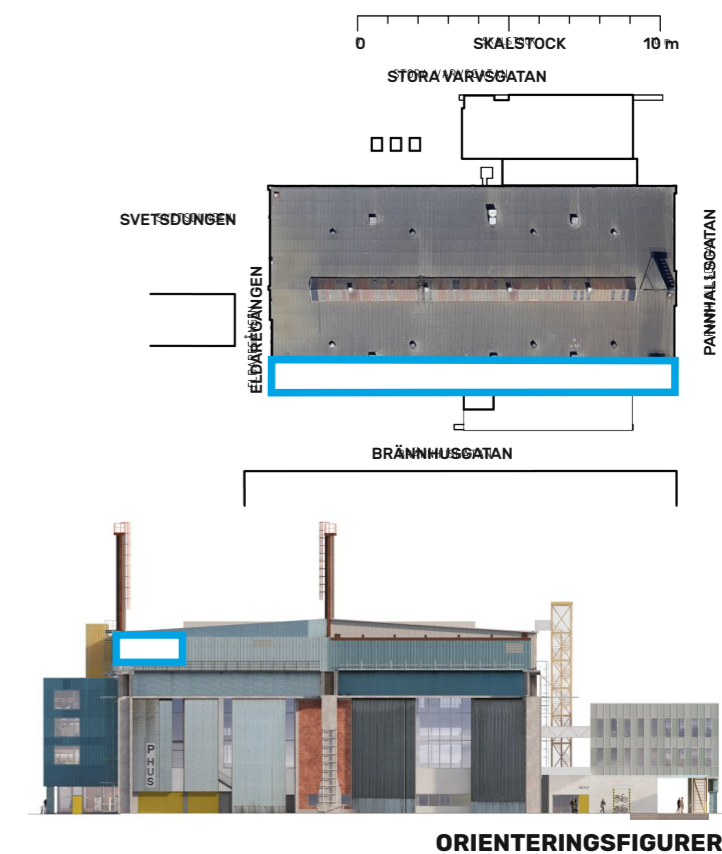 0 SKALSTOCK 10 m
STORA VARVSGATAN
SVETSDUNGEN
ELDAREGÅNGEN
PANNHALLSGATAN
BRÄNNHUSGATAN
P HUS
ORIENTERINGSFIGURER